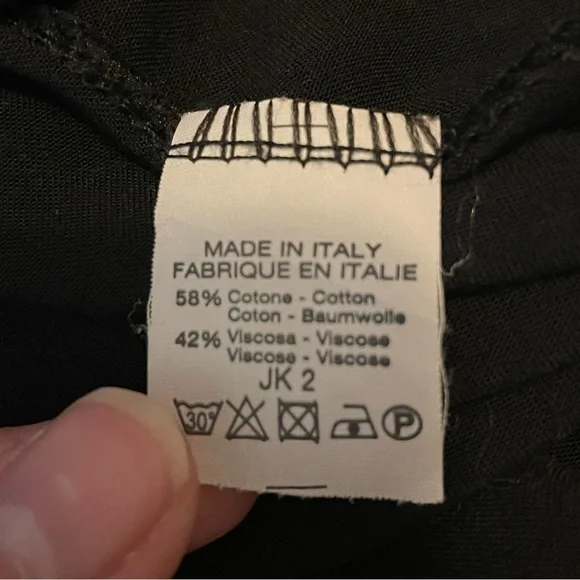 MADE IN ITALY
FABRIQUE EN ITALIE
58% Cotone - Cotton
Coton - Baumwolle
42% Viscosa - Viscose
Viscose - Viscose
JK 2
30° P